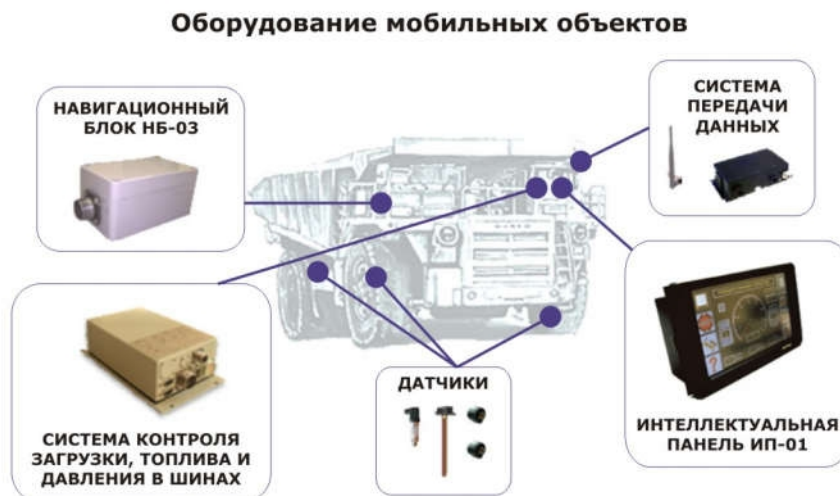 Оборудование мобильных объектов
НАВИГАЦИОННЫЙ
БЛОК НБ-03
СИСТЕМА
ПЕРЕДАЧИ
ДАННЫХ
СИСТЕМА КОНТРОЛЯ
ЗАГРУЗКИ, ТОПЛИВА И
ДАВЛЕНИЯ В ШИНАХ
ДАТЧИКИ
ИНТЕЛЛЕКТУАЛЬНАЯ
ПАНЕЛЬ ИП-01